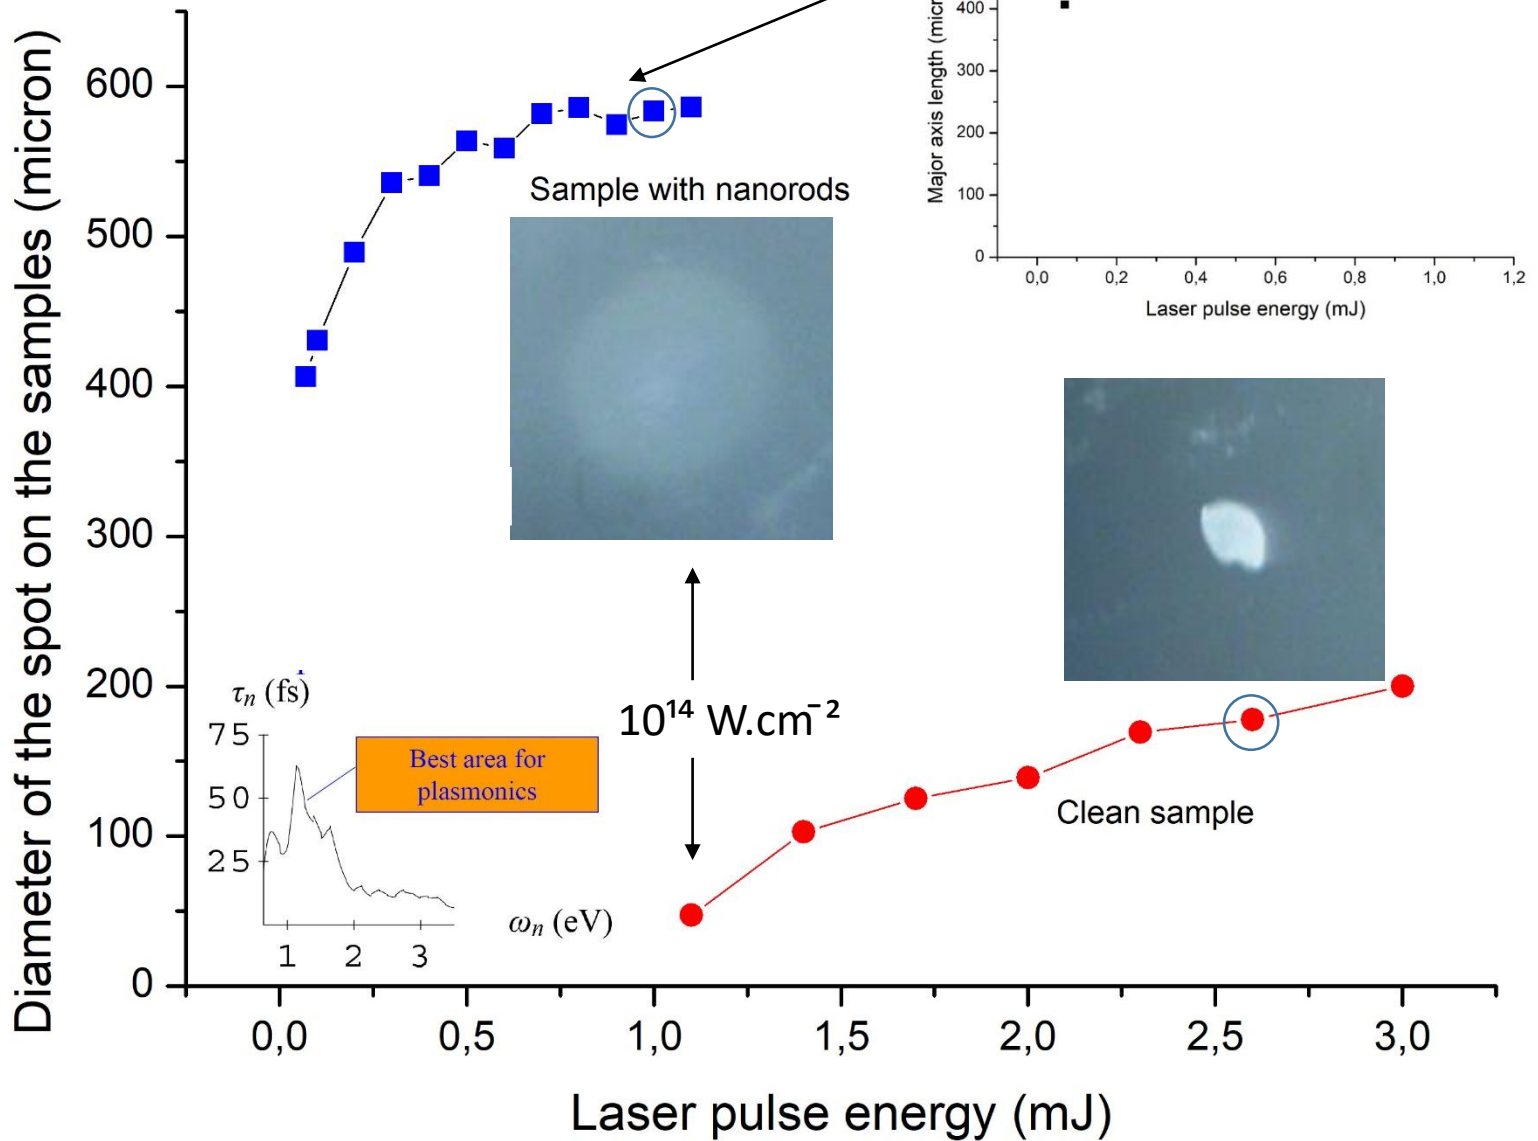 Diameter of the spot on the samples (micron)
600
500
400
300
200
100
0
0,0
0,5
1,0
1,5
2,0
2,5
3,0
Laser pulse energy (mJ)
Sample with nanorods
Clean sample
10¹⁴ W.cm⁻²
τn (fs)
75
50
25
Best area for
plasmonics
1
2
3
ωn (eV)
Major axis length
400
300
200
100
0
0,0
0,2
0,4
0,6
0,8
1,0
1,2
Laser pulse energy (mJ)